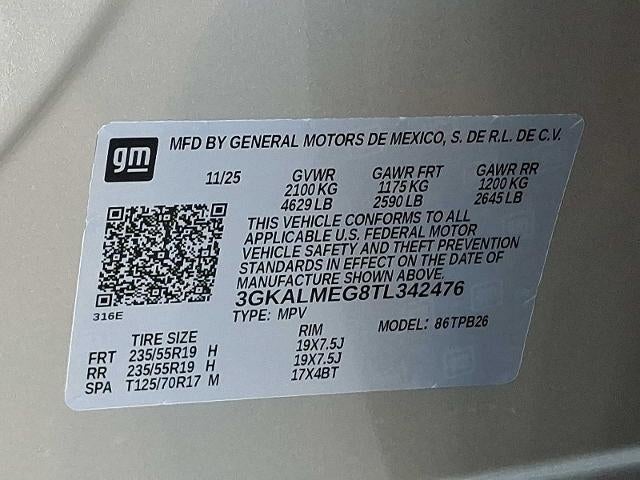 gm
MFD BY GENERAL MOTORS DE MEXICO, S. DE R.L. DE C.V.
11/25 GVWR GAWR FRT GAWR RR
2100 KG 1175 KG 1200 KG
4629 LB 2590 LB 2645 LB
THIS VEHICLE CONFORMS TO ALL
APPLICABLE U.S. FEDERAL MOTOR
VEHICLE SAFETY AND THEFT PREVENTION
STANDARDS IN EFFECT ON THE DATE OF
MANUFACTURE SHOWN ABOVE.
3GKALMEG8TL342476
316E
TYPE: MPV MODEL: 86TPB26
TIRE SIZE RIM
FRT 235/55R19 H 19X7.5J
RR 235/55R19 H 19X7.5J
SPA T125/70R17 M 17X4BT